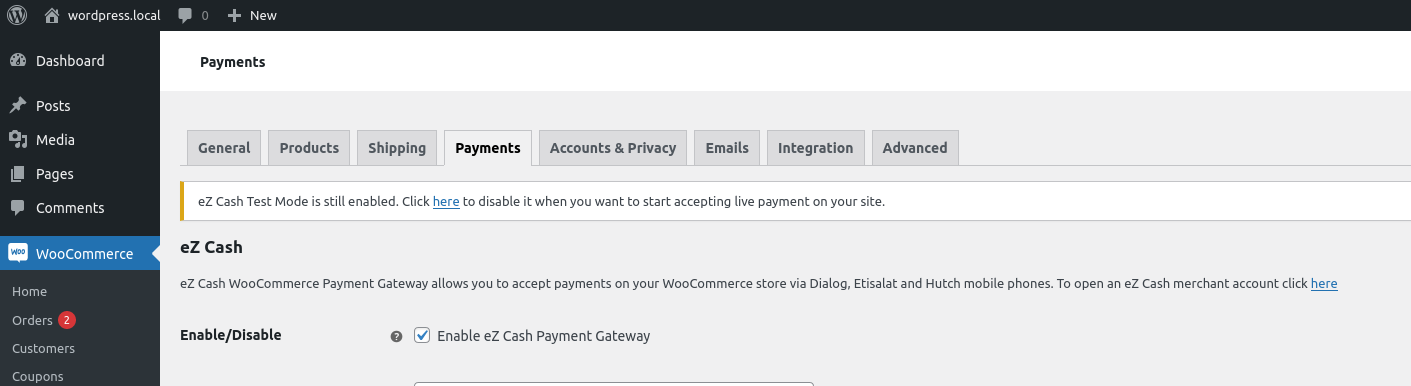 wordpress.local 0 New
Dashboard
Posts
Media
Pages
Comments
Woo WooCommerce
Home
Orders 2
Customers
Coupons
Payments
General Products Shipping Payments Accounts & Privacy Emails Integration Advanced
eZ Cash Test Mode is still enabled. Click here to disable it when you want to start accepting live payment on your site.
eZ Cash
eZ Cash WooCommerce Payment Gateway allows you to accept payments on your WooCommerce store via Dialog, Etisalat and Hutch mobile phones. To open an eZ Cash merchant account click here
Enable/Disable ? Enable eZ Cash Payment Gateway